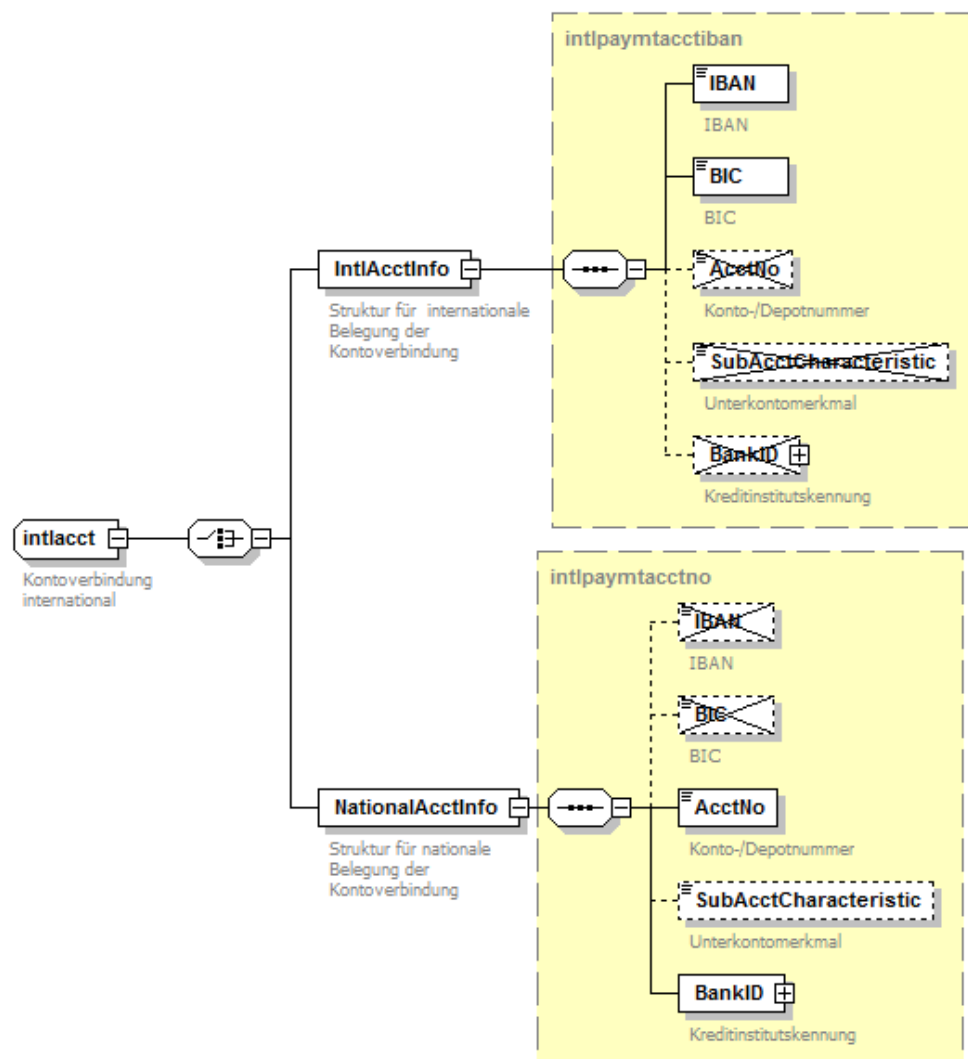 intlpaymtacctiban
IBAN
IBAN
BIC
BIC
IntlAcctInfo
Struktur für internationale
Belegung der
Kontoverbindung
AcctNo
Konto-/Depotnummer
SubAcctCharacteristic
Unterkontomerkmal
BankID
Kreditinstitutskennung
intlacct
Kontoverbindung
international
intlpaymtacctno
IBAN
IBAN
BIC
BIC
NationalAcctInfo
Struktur für nationale
Belegung der
Kontoverbindung
AcctNo
Konto-/Depotnummer
SubAcctCharacteristic
Unterkontomerkmal
BankID
Kreditinstitutskennung